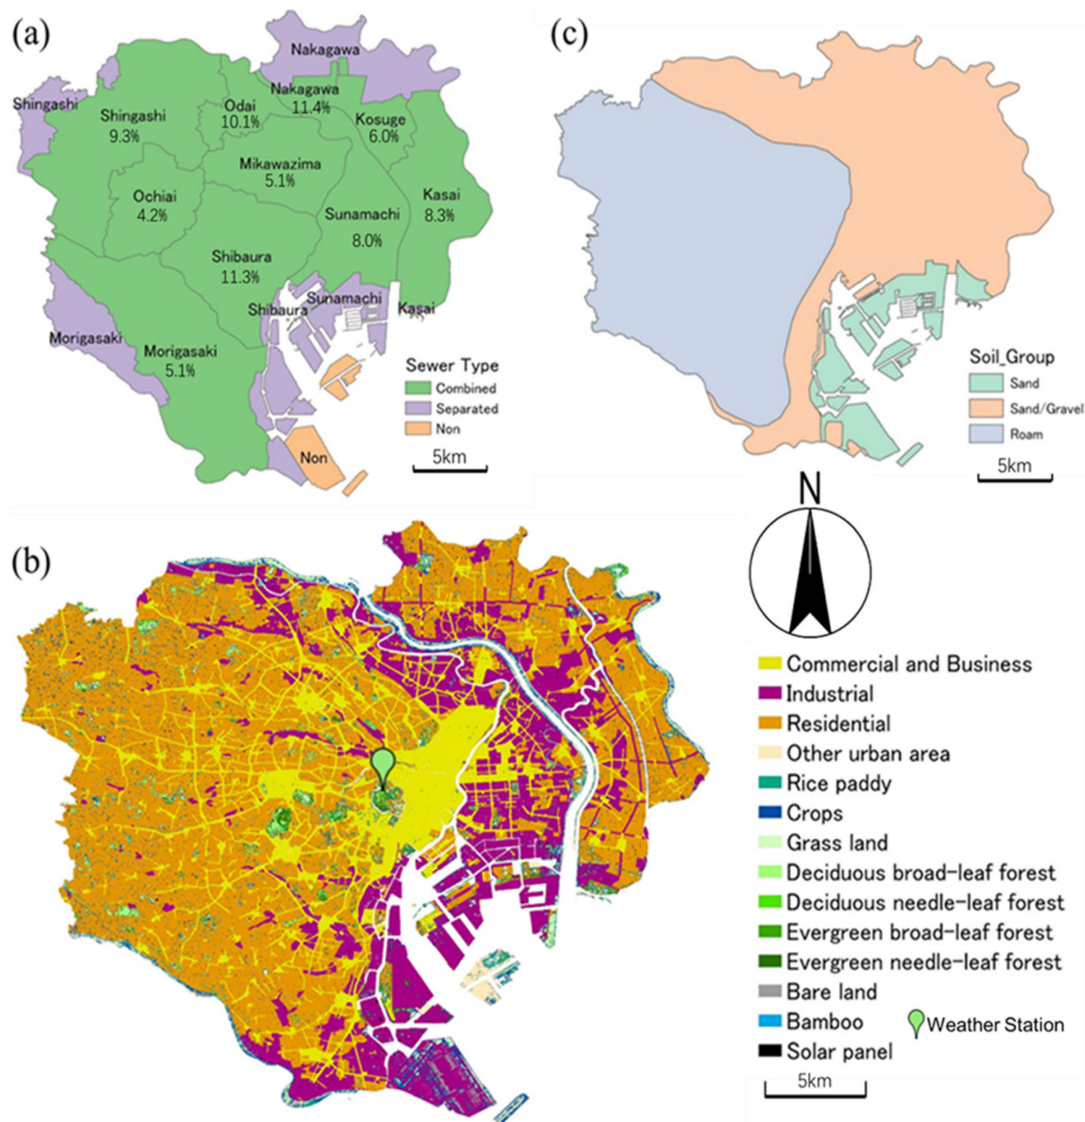 (a)
Nakagawa
Shingashi
Shingashi
9.3%
Odai
10.1%
Nakagawa
11.4%
Kosuge
6.0%
Mikawazima
5.1%
Ochiai
4.2%
Kasai
8.3%
Sunamachi
8.0%
Shibaura
11.3%
Shibaura
Sunamachi
Kasai
Morigasaki
Morigasaki
5.1%
Non
Sewer Type
Combined
Separated
Non
5km
(c)
Soil_Group
Sand
Sand/Gravel
Roam
5km
N
(b)
Commercial and Business
Industrial
Residential
Other urban area
Rice paddy
Crops
Grass land
Deciduous broad-leaf forest
Deciduous needle-leaf forest
Evergreen broad-leaf forest
Evergreen needle-leaf forest
Bare land
Bamboo
Solar panel
Weather Station
5km